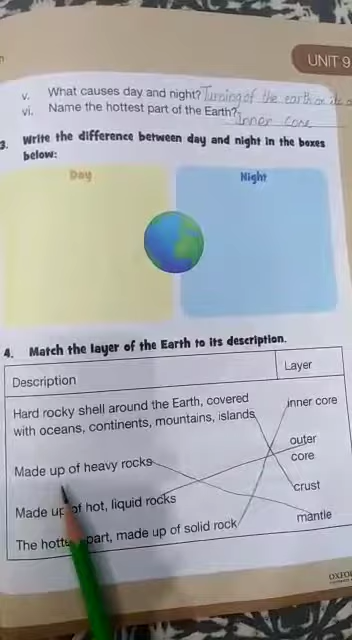 UNIT 9
v. What causes day and night? Turning of the earth on its
vi. Name the hottest part of the Earth? Inner core
3. Write the difference between day and night in the boxes
below:
Day Night
4. Match the layer of the Earth to its description.
Description Layer
Hard rocky shell around the Earth, covered
with oceans, continents, mountains, islands
inner core
Made up of heavy rocks
outer
core
Made up of hot, liquid rocks
crust
The part, made up of solid rock
mantle